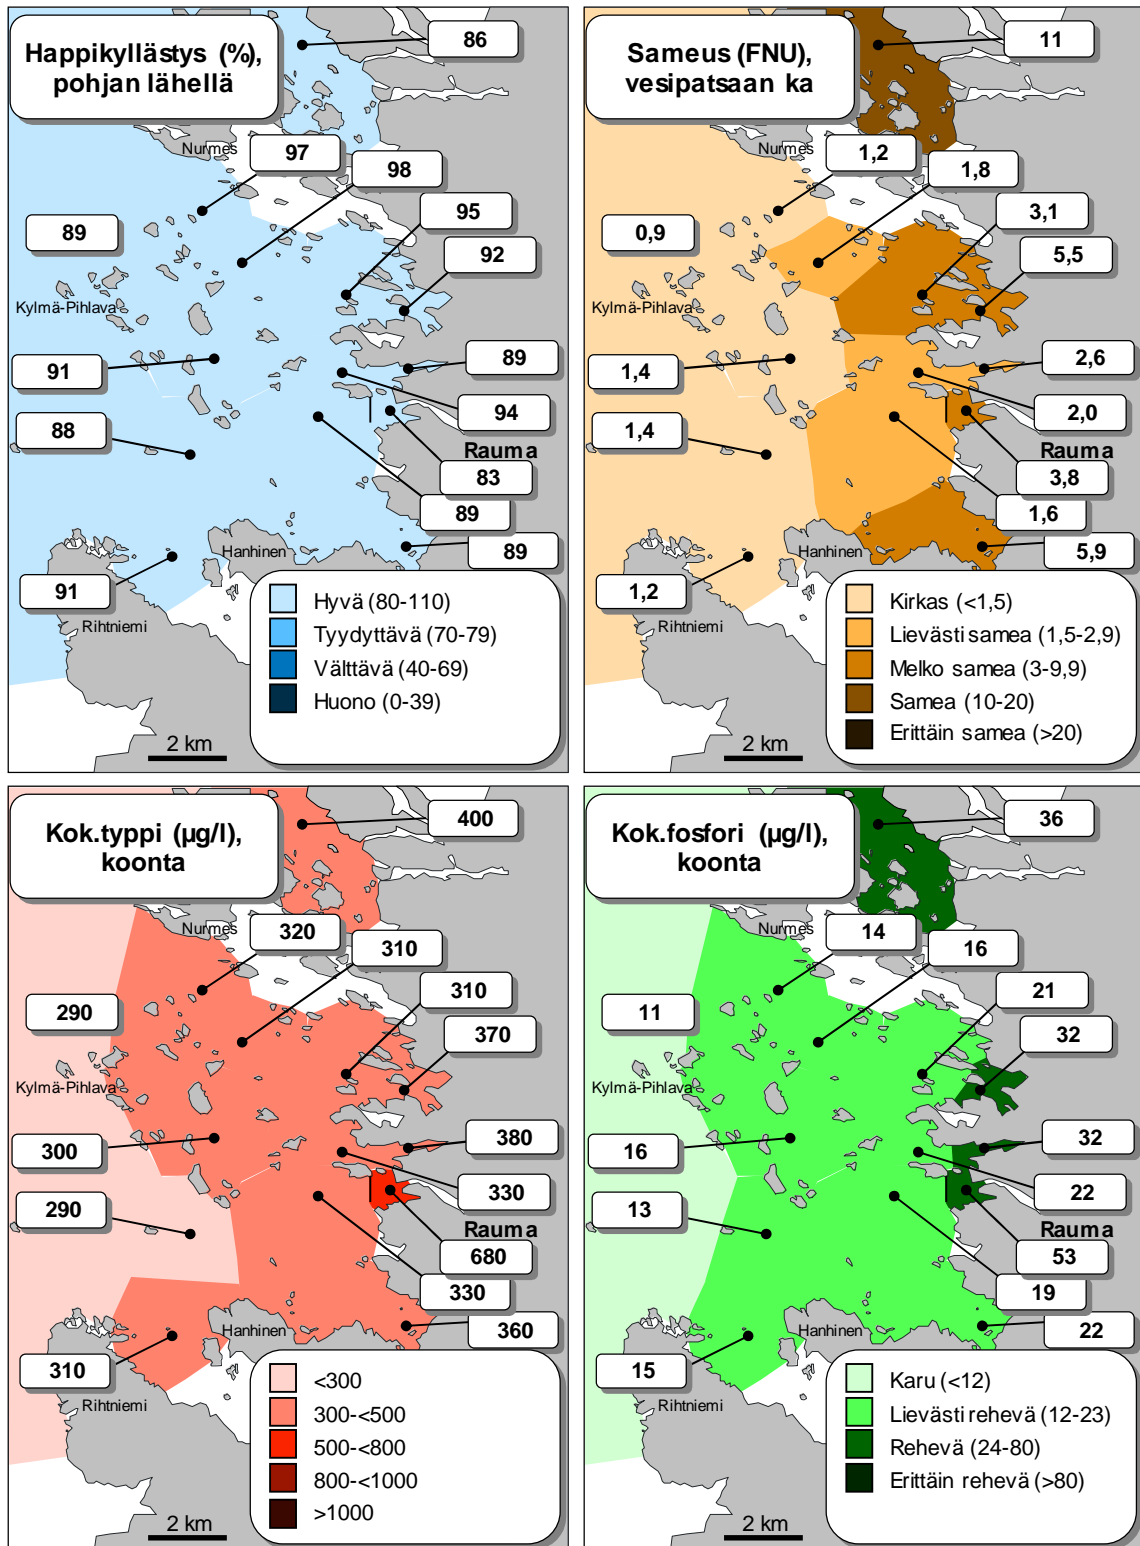 Happikyllästys (%),
pohjan lähellä
86
Nurmes
97
98
95
89
92
Kylmä-Pihlava
91
89
94
88
Rauma
83
89
Hanhinen
89
91
Rihtniemi
Hyvä (80-110)
Tyydyttävä (70-79)
Välttävä (40-69)
Huono (0-39)
2 km
Sameus (FNU),
vesipatsaan ka
11
Nurmes
1,2
1,8
3,1
0,9
5,5
Kylmä-Pihlava
1,4
2,6
2,0
1,4
Rauma
3,8
1,6
Hanhinen
5,9
1,2
Rihtniemi
Kirkas (<1,5)
Lievästi samea (1,5-2,9)
Melko samea (3-9,9)
Samea (10-20)
Erittäin samea (>20)
2 km
Kok.typpi (µg/l),
koonta
400
Nurmes
320
310
310
290
370
Kylmä-Pihlava
300
380
330
290
Rauma
680
330
Hanhinen
360
310
Rihtniemi
<300
300-<500
500-<800
800-<1000
>1000
2 km
Kok.fosfori (µg/l),
koonta
36
Nurmes
14
16
21
11
32
Kylmä-Pihlava
16
32
22
13
Rauma
53
19
Hanhinen
22
15
Rihtniemi
Karu (<12)
Lievästi rehevä (12-23)
Rehevä (24-80)
Erittäin rehevä (>80)
2 km